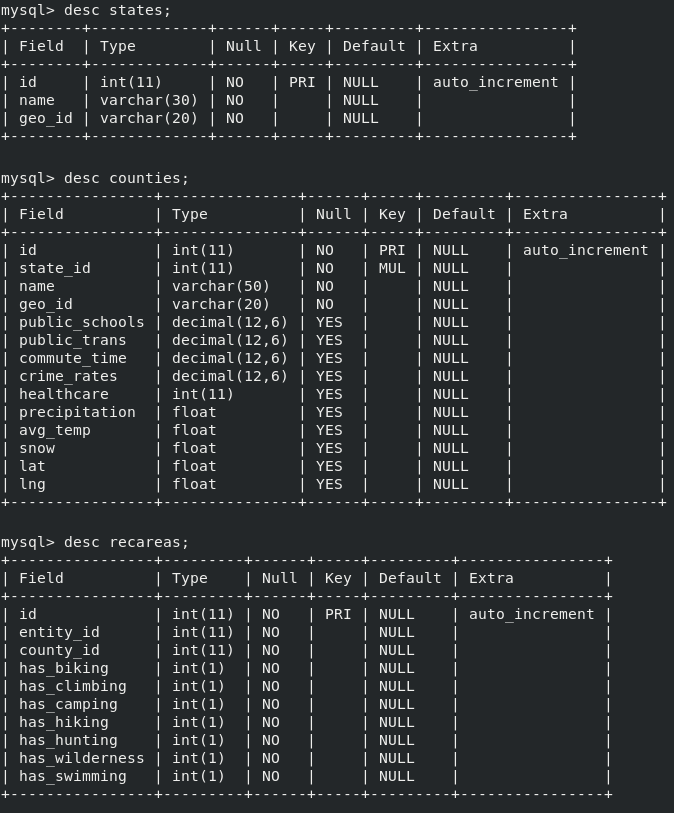 mysql> desc states;
+--------+-------------+------+-----+---------+----------------+
| Field  | Type        | Null | Key | Default | Extra          |
+--------+-------------+------+-----+---------+----------------+
| id     | int(11)     | NO   | PRI | NULL    | auto_increment |
| name   | varchar(30) | NO   |     | NULL    |                |
| geo_id | varchar(20) | NO   |     | NULL    |                |
+--------+-------------+------+-----+---------+----------------+
mysql> desc counties;
+----------------+---------------+------+-----+---------+----------------+
| Field          | Type          | Null | Key | Default | Extra          |
+----------------+---------------+------+-----+---------+----------------+
| id             | int(11)       | NO   | PRI | NULL    | auto_increment |
| state_id       | int(11)       | NO   | MUL | NULL    |                |
| name           | varchar(50)   | NO   |     | NULL    |                |
| geo_id         | varchar(20)   | NO   |     | NULL    |                |
| public_schools | decimal(12,6) | YES  |     | NULL    |                |
| public_trans   | decimal(12,6) | YES  |     | NULL    |                |
| commute_time   | decimal(12,6) | YES  |     | NULL    |                |
| crime_rates    | decimal(12,6) | YES  |     | NULL    |                |
| healthcare     | int(11)       | YES  |     | NULL    |                |
| precipitation  | float         | YES  |     | NULL    |                |
| avg_temp       | float         | YES  |     | NULL    |                |
| snow           | float         | YES  |     | NULL    |                |
| lat            | float         | YES  |     | NULL    |                |
| lng            | float         | YES  |     | NULL    |                |
+----------------+---------------+------+-----+---------+----------------+
mysql> desc recareas;
+----------------+---------+------+-----+---------+----------------+
| Field          | Type    | Null | Key | Default | Extra          |
+----------------+---------+------+-----+---------+----------------+
| id             | int(11) | NO   | PRI | NULL    | auto_increment |
| entity_id      | int(11) | NO   |     | NULL    |                |
| county_id      | int(11) | NO   |     | NULL    |                |
| has_biking     | int(1)  | NO   |     | NULL    |                |
| has_climbing   | int(1)  | NO   |     | NULL    |                |
| has_camping    | int(1)  | NO   |     | NULL    |                |
| has_hiking     | int(1)  | NO   |     | NULL    |                |
| has_hunting    | int(1)  | NO   |     | NULL    |                |
| has_wilderness | int(1)  | NO   |     | NULL    |                |
| has_swimming   | int(1)  | NO   |     | NULL    |                |
+----------------+---------+------+-----+---------+----------------+